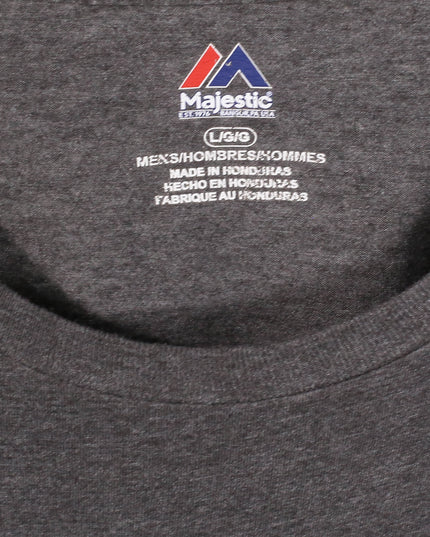 Majestic
EST. 1976 BANGOR, PA USA
L/G/G
MENS/HOMBRES/HOMMES
MADE IN HONDURAS
HECHO EN HONDURAS
FABRIQUE AU HONDURAS